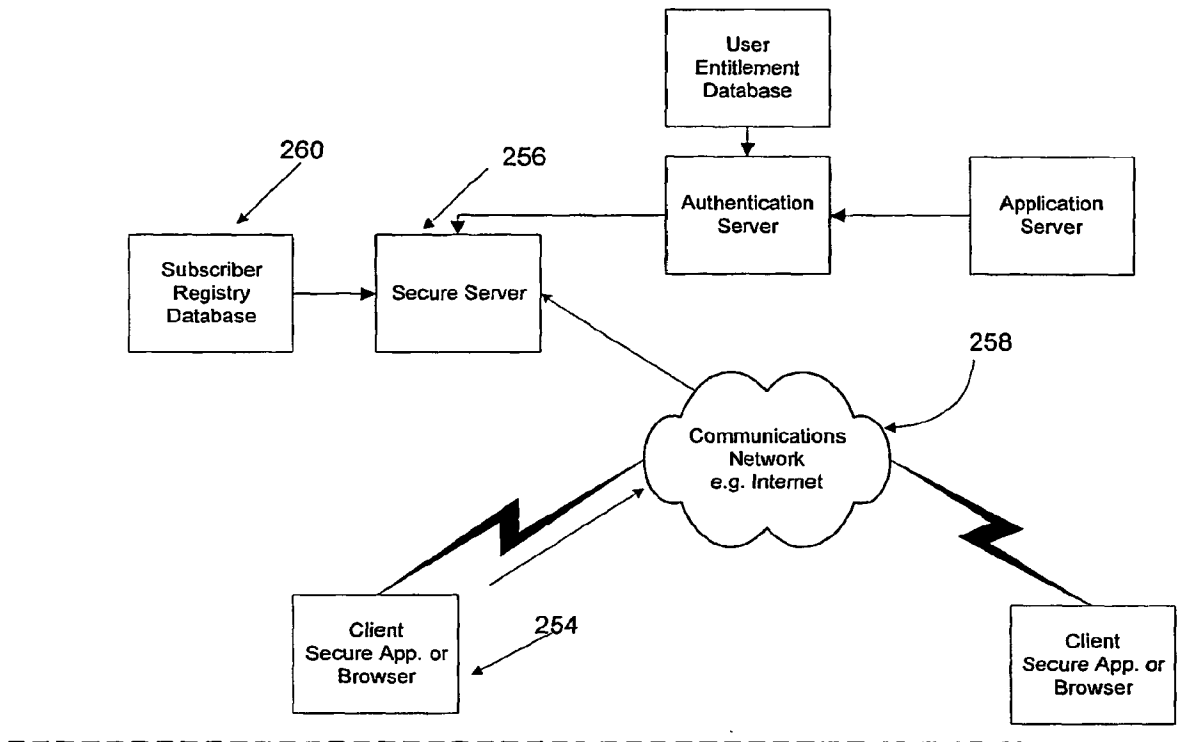 User
Entitlement
Database
260
256
Authentication
Server
Application
Server
Subscriber
Registry
Database
Secure Server
258
Communications
Network
e.g. Internet
254
Client
Secure App. or
Browser
Client
Secure App. or
Browser